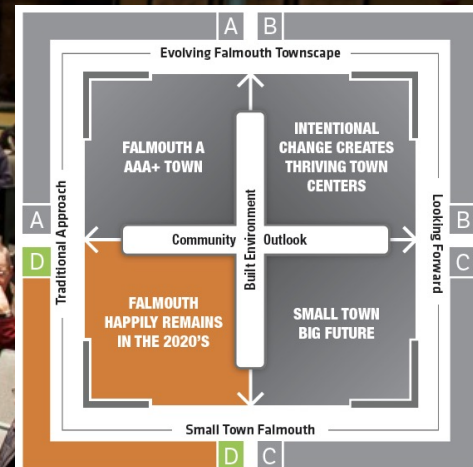 A B
Evolving Falmouth Townscape
FALMOUTH A
AAA+ TOWN
INTENTIONAL
CHANGE CREATES
THRIVING TOWN
CENTERS
A
B
Traditional Approach
Community Outlook
Built Environment
Looking Forward
D
C
FALMOUTH
HAPPILY REMAINS
IN THE 2020'S
SMALL TOWN
BIG FUTURE
Small Town Falmouth
D C